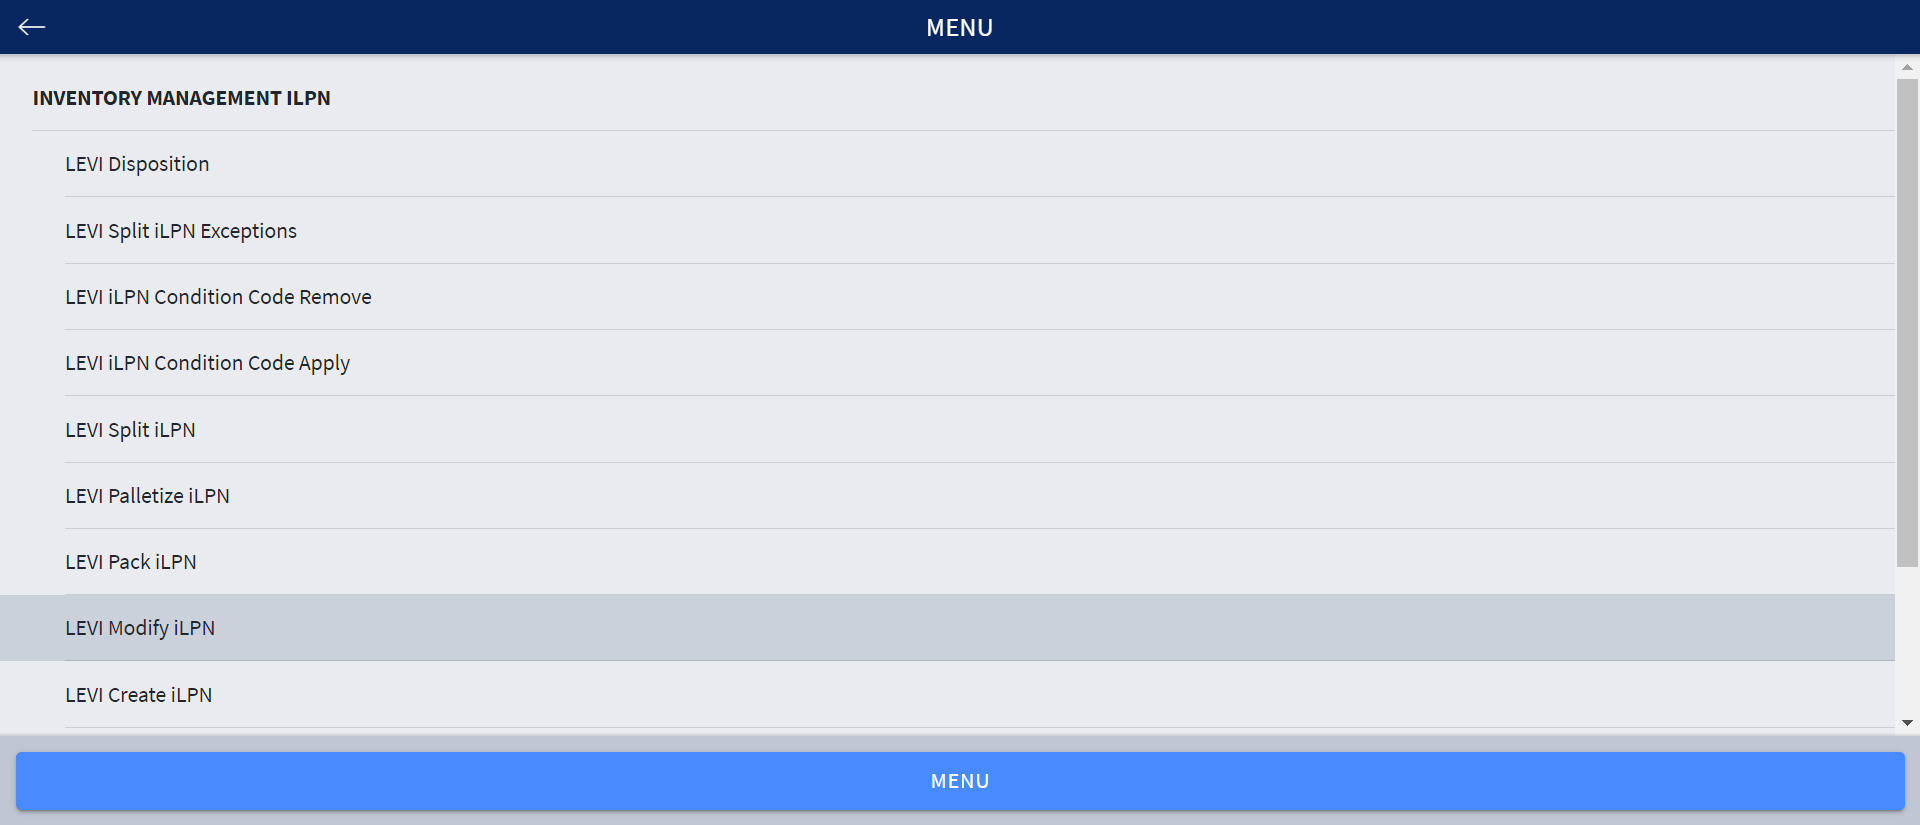 MENU
INVENTORY MANAGEMENT ILPN
LEVI Disposition
LEVI Split iLPN Exceptions
LEVI iLPN Condition Code Remove
LEVI iLPN Condition Code Apply
LEVI Split iLPN
LEVI Palletize iLPN
LEVI Pack iLPN
LEVI Modify iLPN
LEVI Create iLPN
MENU